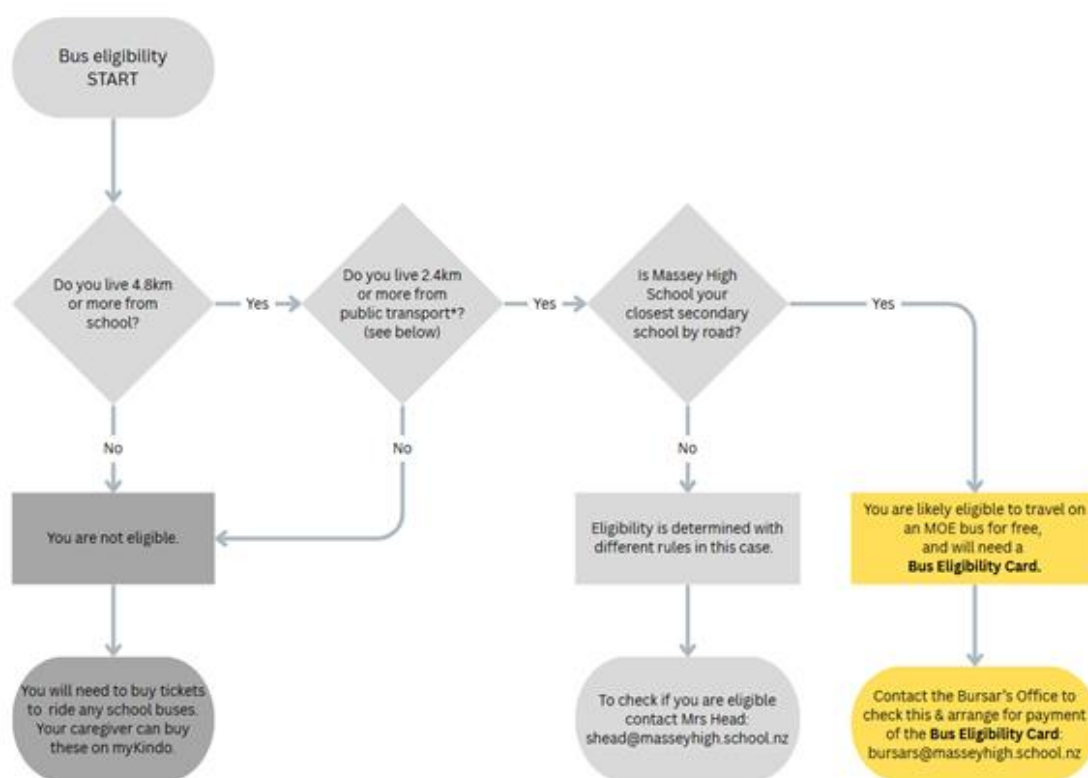 Bus eligibility
START
Do you live 4.8km
or more from
school?
Yes
Do you live 2.4km
or more from
public transport*?
(see below)
Yes
Is Massey High
School your
closest secondary
school by road?
Yes
No
No
No
You are not eligible.
Eligibility is determined with
different rules in this case.
You are likely eligible to travel on
an MOE bus for free,
and will need a
Bus Eligibility Card.
You will need to buy tickets
to ride any school buses.
Your caregiver can buy
these on myKindo.
To check if you are eligible
contact Mrs Head:
shead@masseyhigh.school.nz
Contact the Bursar's Office to
check this & arrange for payment
of the Bus Eligibility Card:
bursars@masseyhigh.school.nz